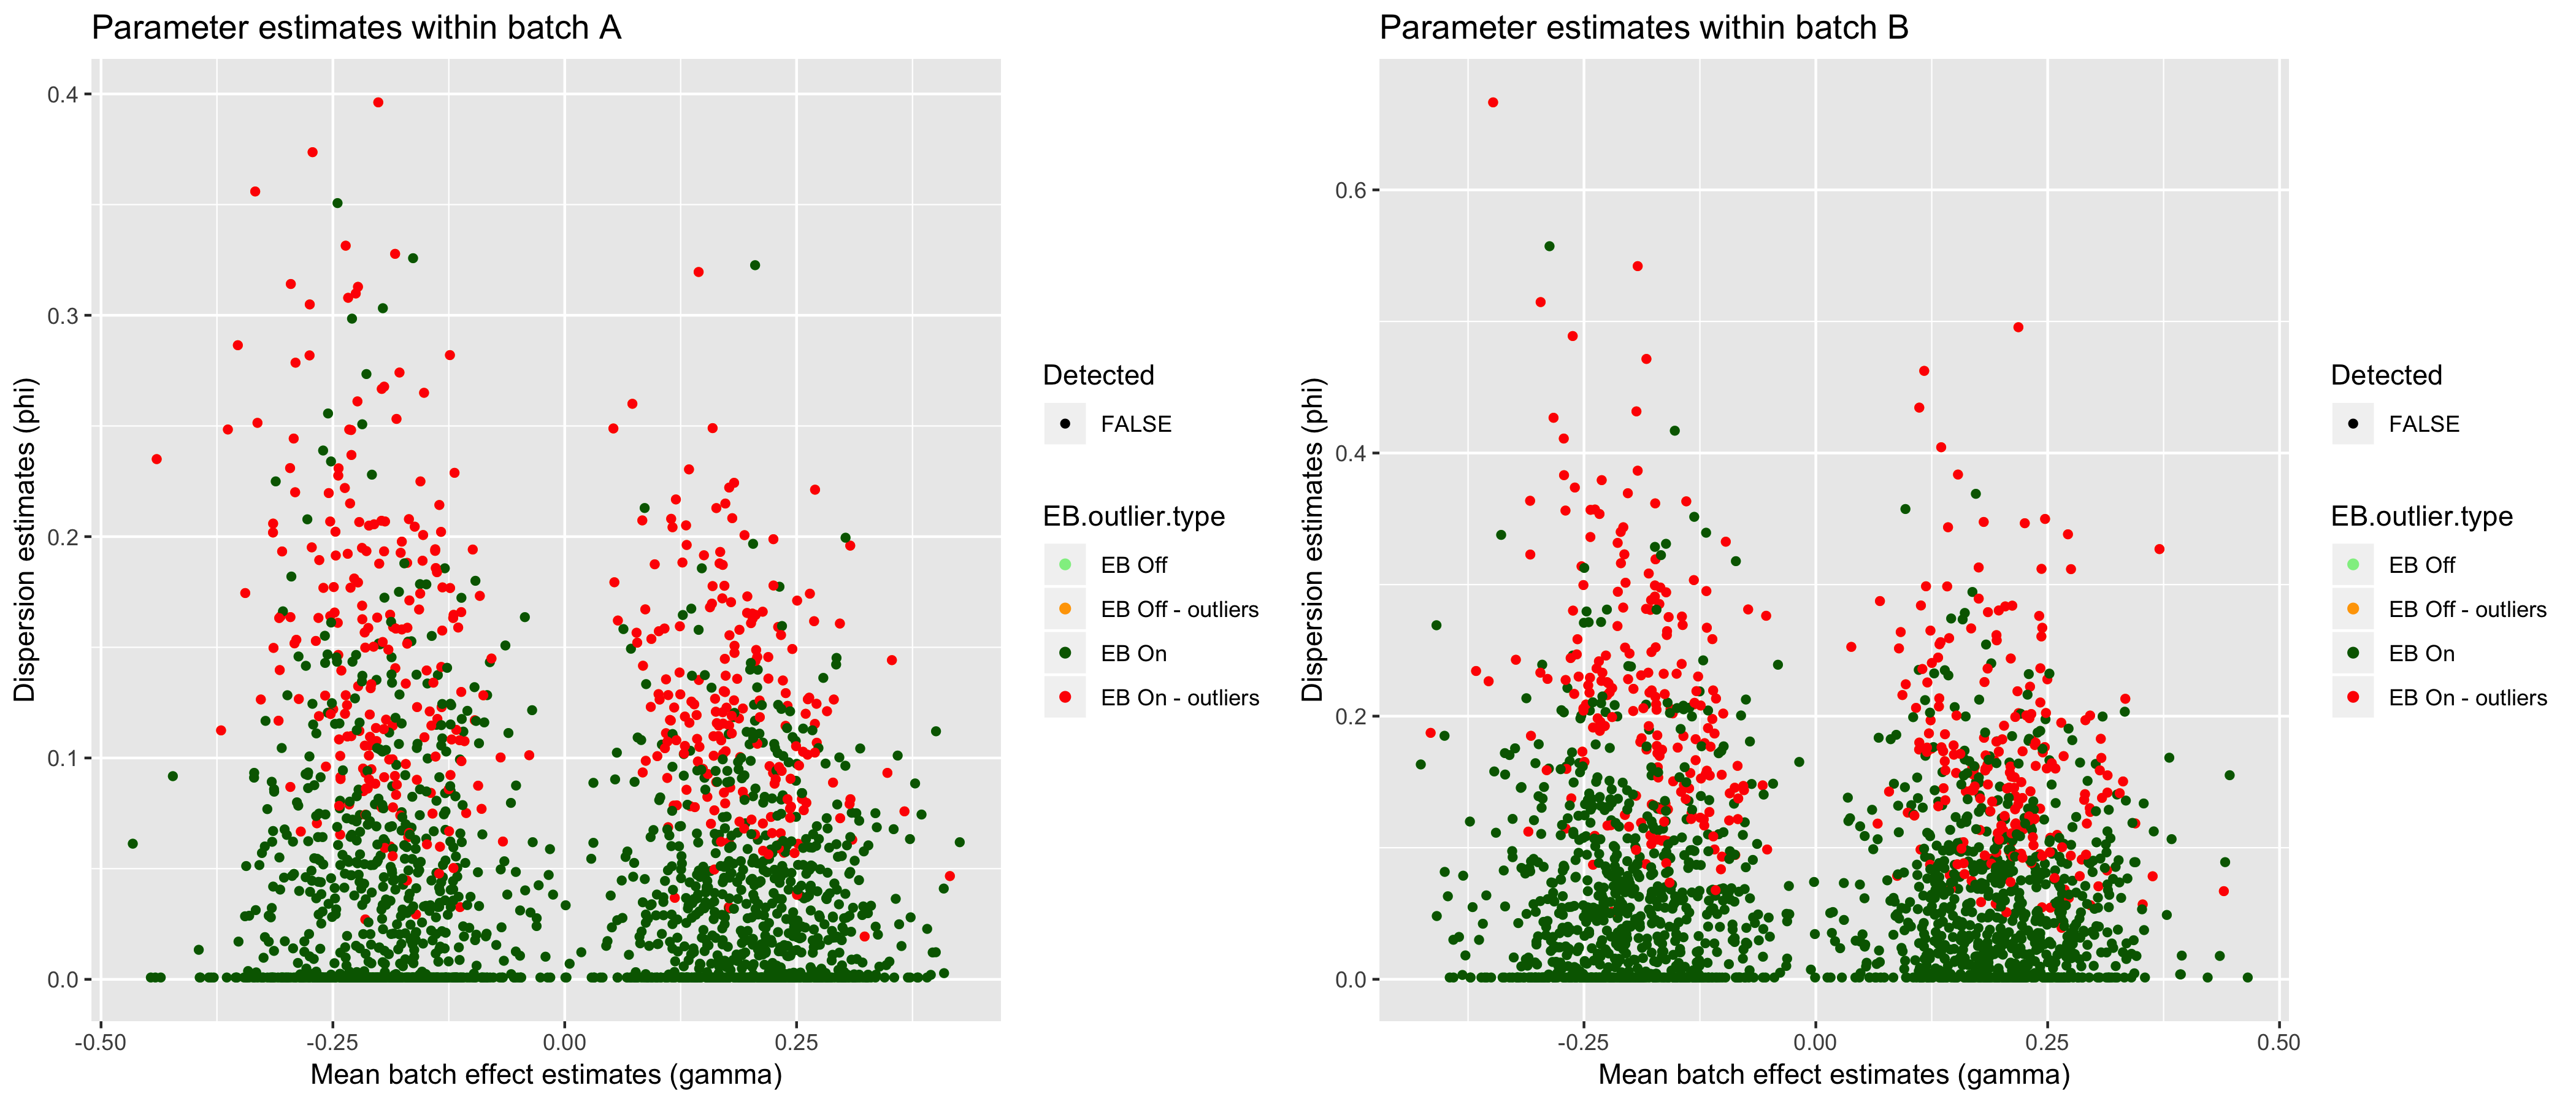 Parameter estimates within batch A
Dispersion estimates (phi)
0.4
0.3
0.2
0.1
0.0
-0.50
-0.25
0.00
0.25
Mean batch effect estimates (gamma)
Detected
FALSE
EB.outlier.type
EB Off
EB Off - outliers
EB On
EB On - outliers
Parameter estimates within batch B
Dispersion estimates (phi)
0.6
0.4
0.2
0.0
-0.25
0.00
0.25
0.50
Mean batch effect estimates (gamma)
Detected
FALSE
EB.outlier.type
EB Off
EB Off - outliers
EB On
EB On - outliers